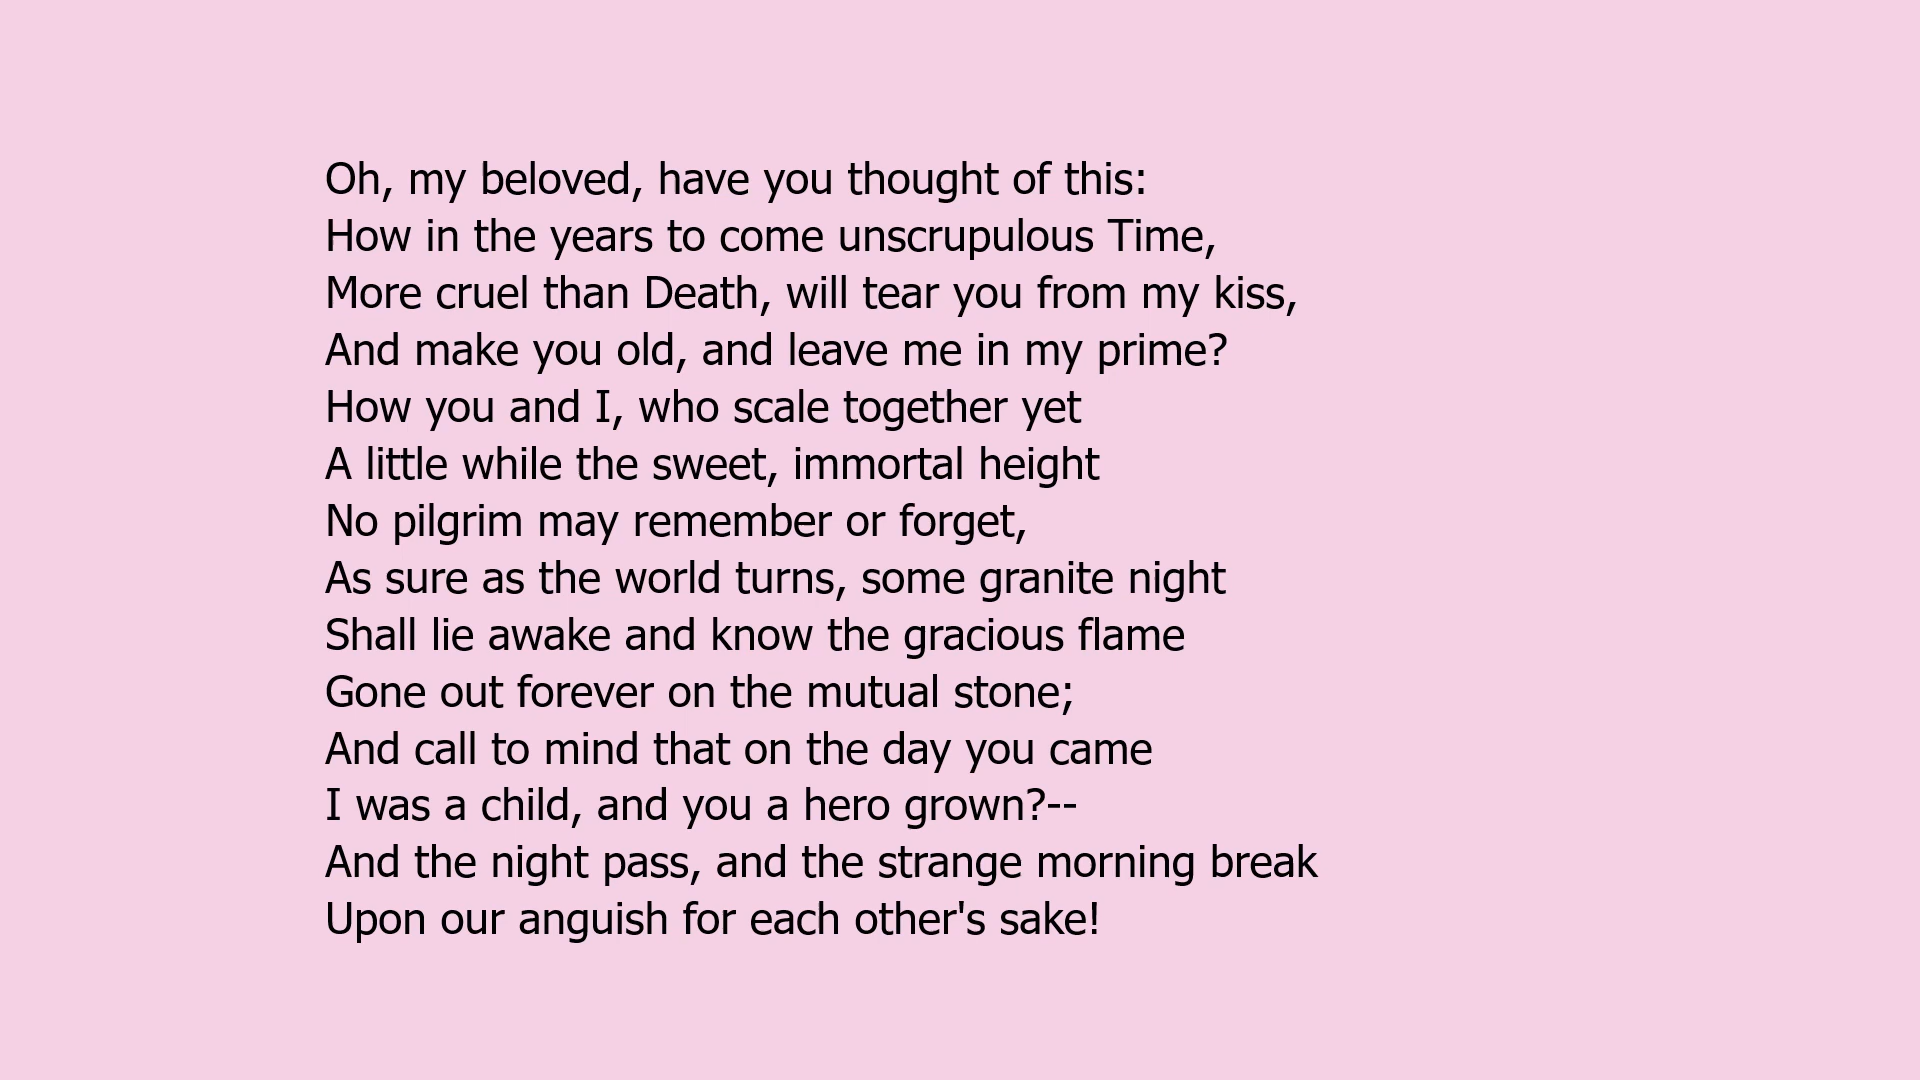 Oh, my beloved, have you thought of this:
How in the years to come unscrupulous Time,
More cruel than Death, will tear you from my kiss,
And make you old, and leave me in my prime?
How you and I, who scale together yet
A little while the sweet, immortal height
No pilgrim may remember or forget,
As sure as the world turns, some granite night
Shall lie awake and know the gracious flame
Gone out forever on the mutual stone;
And call to mind that on the day you came
I was a child, and you a hero grown?--
And the night pass, and the strange morning break
Upon our anguish for each other's sake!